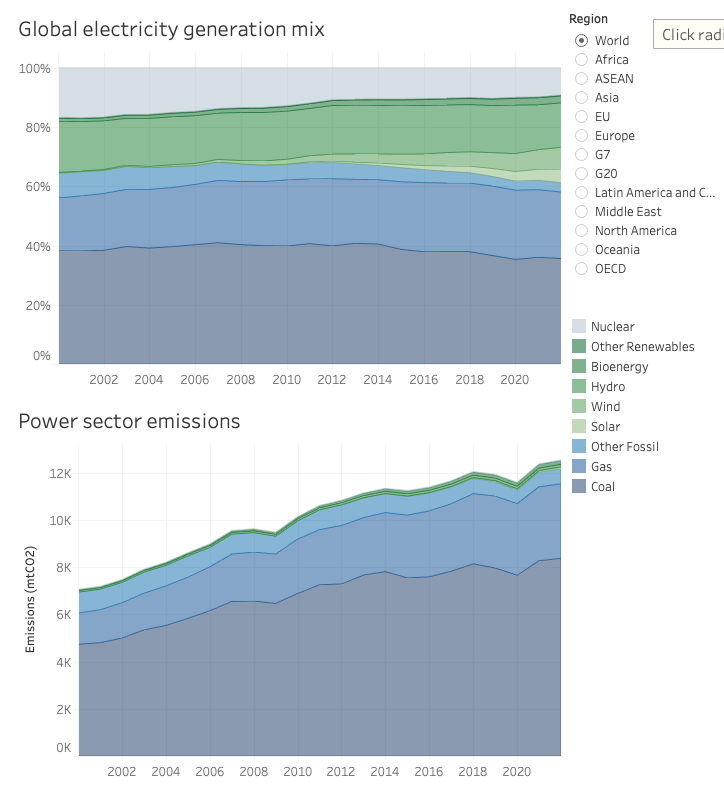 Global electricity generation mix
100%
80%
60%
40%
20%
0%
2002 2004 2006 2008 2010 2012 2014 2016 2018 2020
Region
World
Africa
ASEAN
Asia
EU
Europe
G7
G20
Latin America and C...
Middle East
North America
Oceania
OECD
Click radi
Nuclear
Other Renewables
Bioenergy
Hydro
Wind
Solar
Other Fossil
Gas
Coal
Power sector emissions
Emissions (mtCO2)
12K
10K
8K
6K
4K
2K
0K
2002 2004 2006 2008 2010 2012 2014 2016 2018 2020